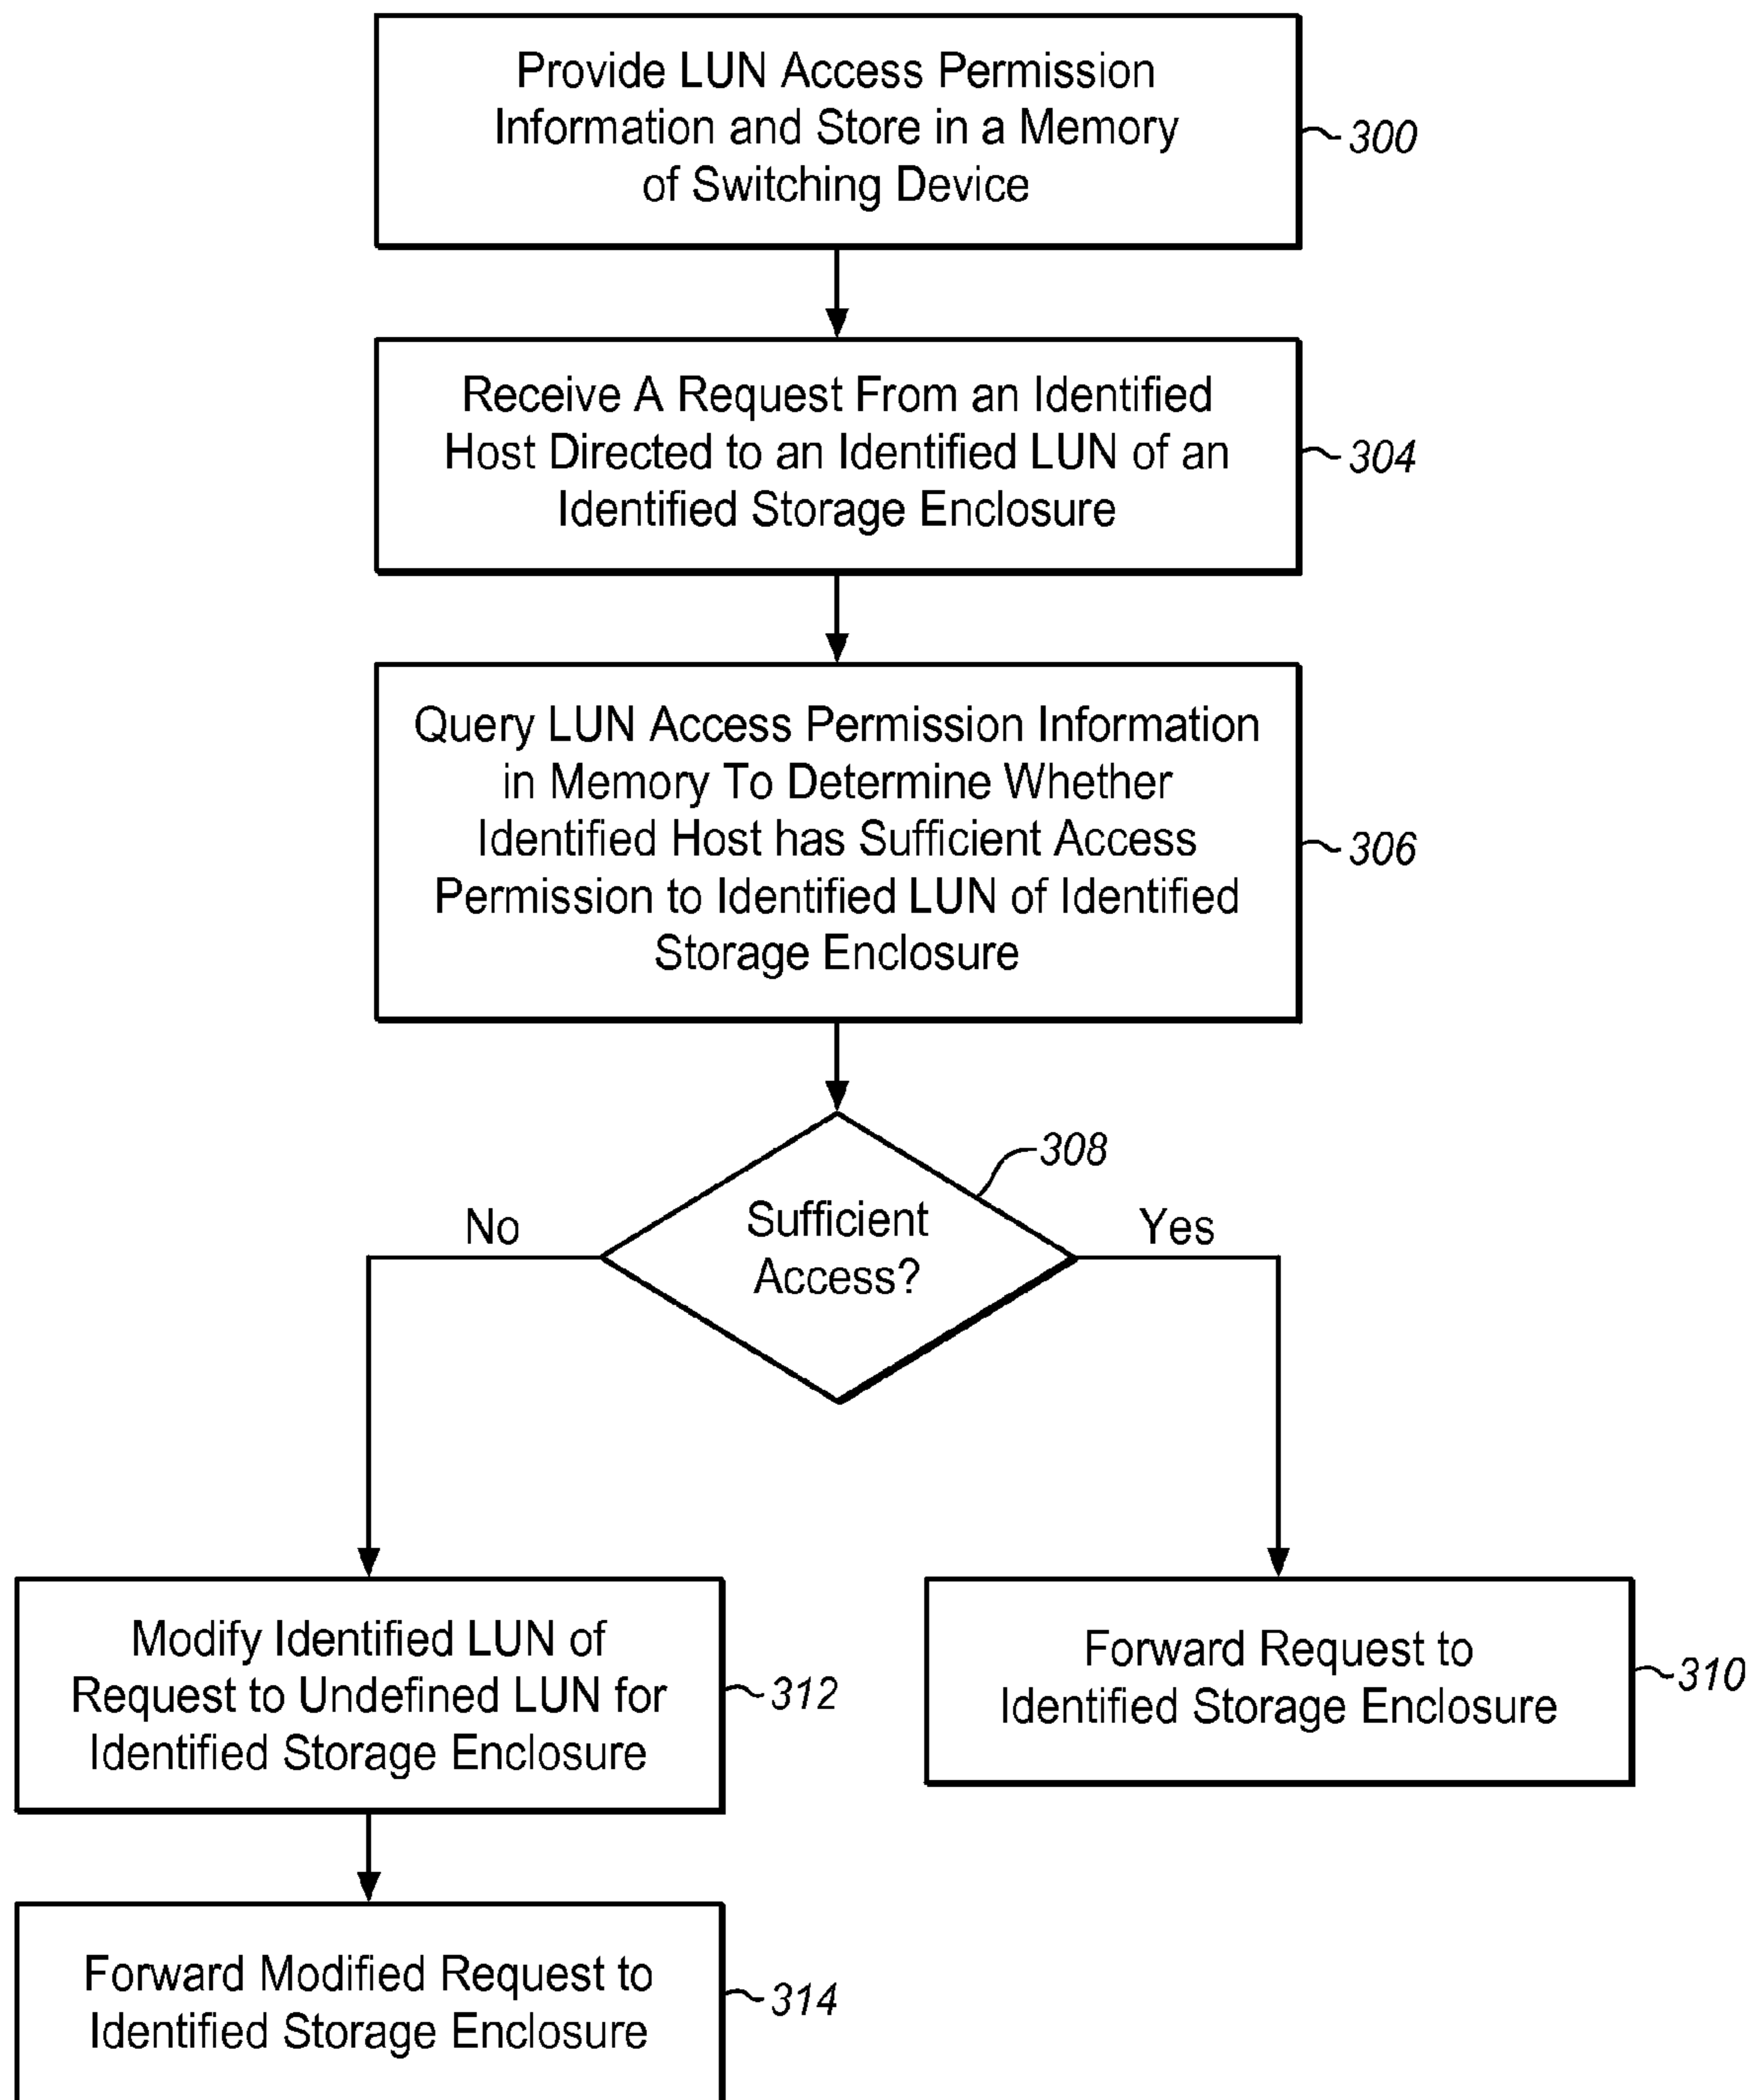 Provide LUN Access Permission
Information and Store in a Memory
of Switching Device
300
Receive A Request From an Identified
Host Directed to an Identified LUN of an
Identified Storage Enclosure
304
Query LUN Access Permission Information
in Memory To Determine Whether
Identified Host has Sufficient Access
Permission to Identified LUN of Identified
Storage Enclosure
306
308
Sufficient
Access?
No
Yes
Modify Identified LUN of
Request to Undefined LUN for
Identified Storage Enclosure
312
Forward Request to
Identified Storage Enclosure
310
Forward Modified Request to
Identified Storage Enclosure
314